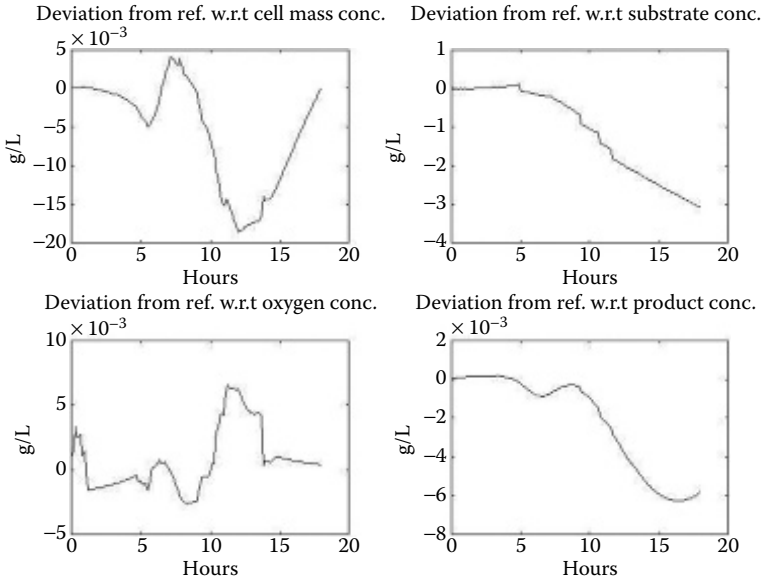 Deviation from ref. w.r.t cell mass conc.
5 × 10−3
0
−5
−10
−15
−20
g/L
0 5 10 15 20
Hours
Deviation from ref. w.r.t substrate conc.
1
0
−1
−2
−3
−4
g/L
0 5 10 15 20
Hours
Deviation from ref. w.r.t oxygen conc.
10 × 10−3
5
0
−5
g/L
0 5 10 15 20
Hours
Deviation from ref. w.r.t product conc.
2 × 10−3
0
−2
−4
−6
−8
g/L
0 5 10 15 20
Hours